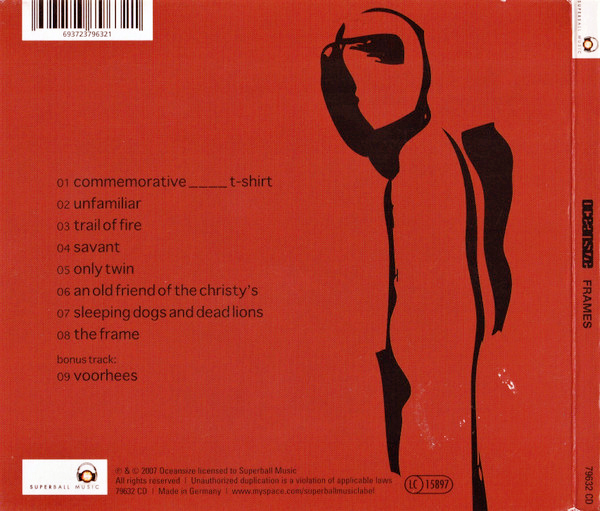 693723796321
01 commemorative ____ t-shirt
02 unfamiliar
03 trail of fire
04 savant
05 only twin
06 an old friend of the christy's
07 sleeping dogs and dead lions
08 the frame
bonus track:
09 voorhees
SUPERBALL MUSIC
℗ & © 2007 Oceansize licensed to Superball Music
All rights reserved | Unauthorized duplication is a violation of applicable laws
79632 CD | Made in Germany | www.myspace.com/superballmusiclabel
LC 15897
SUPERBALL MUSIC
oceansize FRAMES
79632 CD